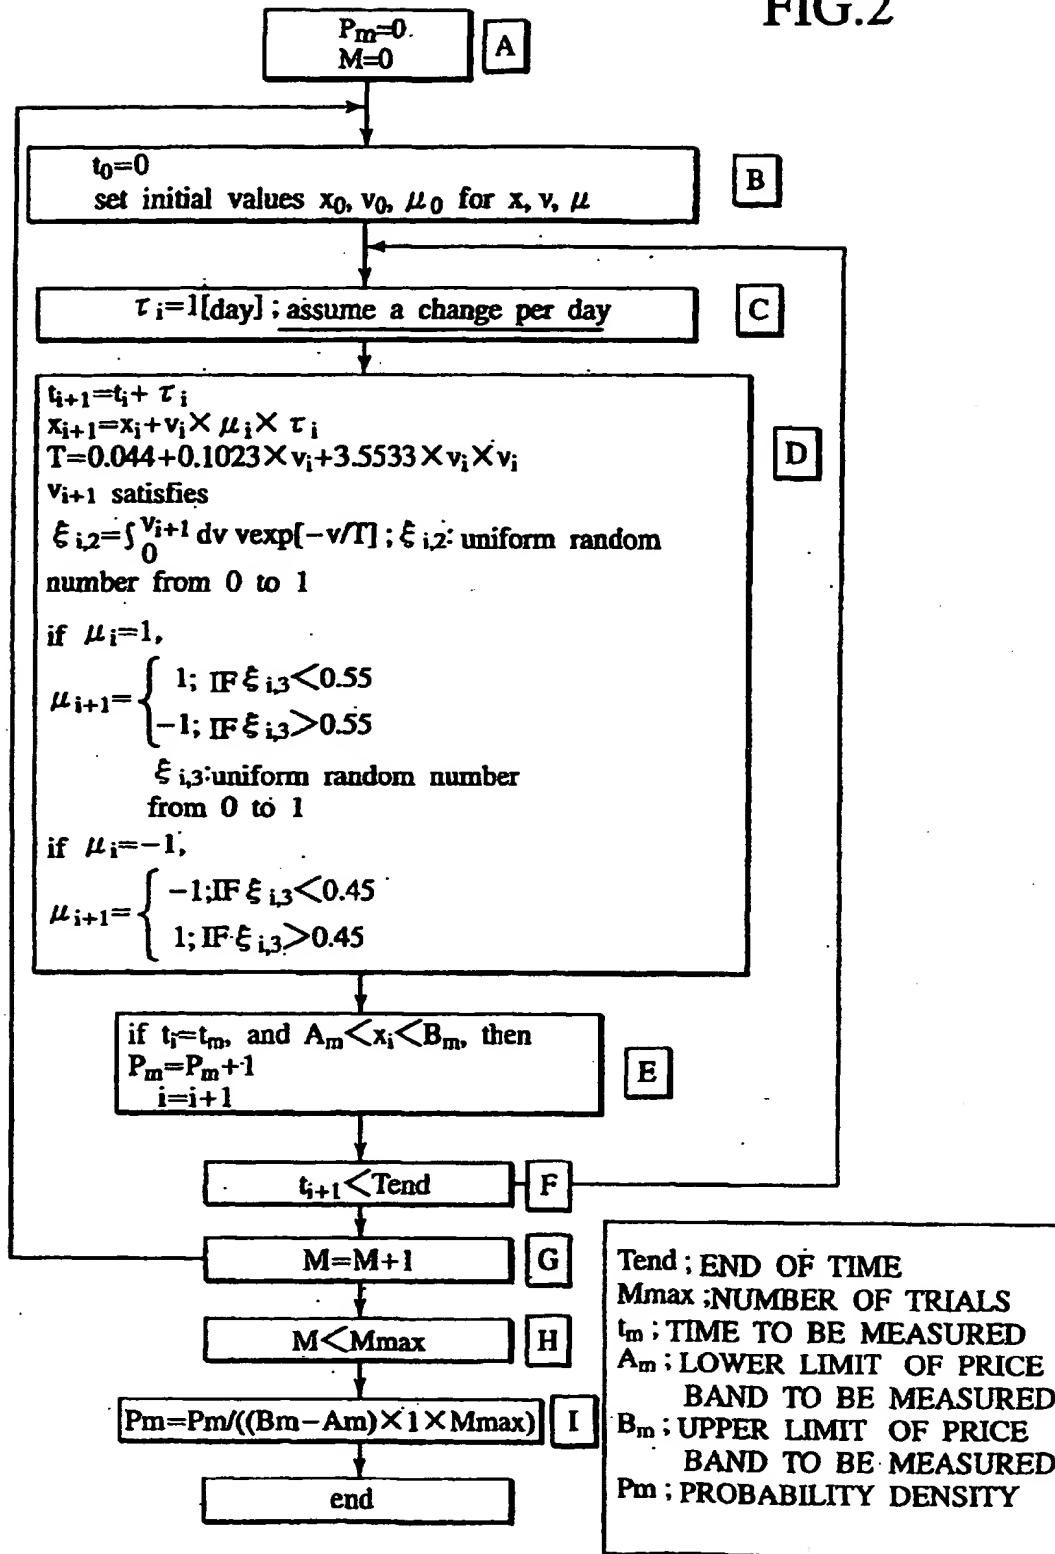 FIG.2
Pm=0.
M=0
A
t0=0
set initial values x0, v0, μ0 for x, v, μ
B
τi=1[day] ; assume a change per day
C
ti+1=ti+ τi
xi+1=xi+vi× μi× τi
T=0.044+0.1023×vi+3.5533×vi×vi
D
vi+1 satisfies
ξi,2=∫0^vi+1 dv vexp[-v/T] ; ξi,2: uniform random
number from 0 to 1
if μi=1,
μi+1= { 1; IF ξi,3<0.55
-1; IF ξi,3>0.55
ξi,3:uniform random number
from 0 to 1
if μi=-1,
μi+1= { -1;IF ξi,3<0.45
1; IF ξi,3>0.45
if ti=tm, and Am<xi<Bm, then
Pm=Pm+1
i=i+1
E
ti+1<Tend
F
M=M+1
G
M<Mmax
H
Pm=Pm/((Bm-Am)×1×Mmax)
I
end
Tend ; END OF TIME
Mmax ;NUMBER OF TRIALS
tm ; TIME TO BE MEASURED
Am ; LOWER LIMIT OF PRICE
BAND TO BE MEASURED
Bm ; UPPER LIMIT OF PRICE
BAND TO BE MEASURED
Pm ; PROBABILITY DENSITY